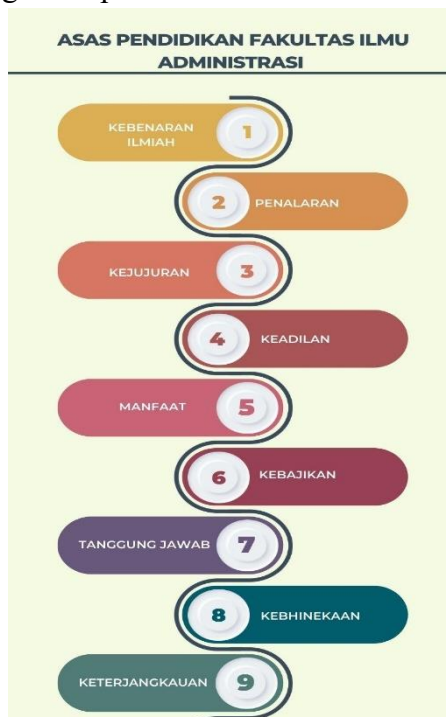 ASAS PENDIDIKAN FAKULTAS ILMU
ADMINISTRASI
KEBENARAN
ILMIAH
1
2
PENALARAN
KEJUJURAN
3
4
KEADILAN
MANFAAT
5
6
KEBAJIKAN
TANGGUNG JAWAB
7
8
KEBHINEKAAN
KETERJANGKAUAN
9